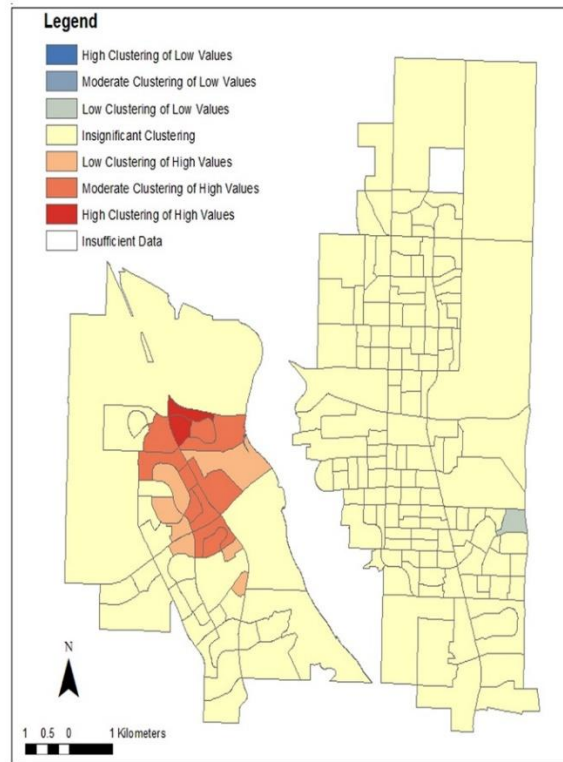 Legend
High Clustering of Low Values
Moderate Clustering of Low Values
Low Clustering of Low Values
Insignificant Clustering
Low Clustering of High Values
Moderate Clustering of High Values
High Clustering of High Values
Insufficient Data
N
1 0.5 0 1 Kilometers